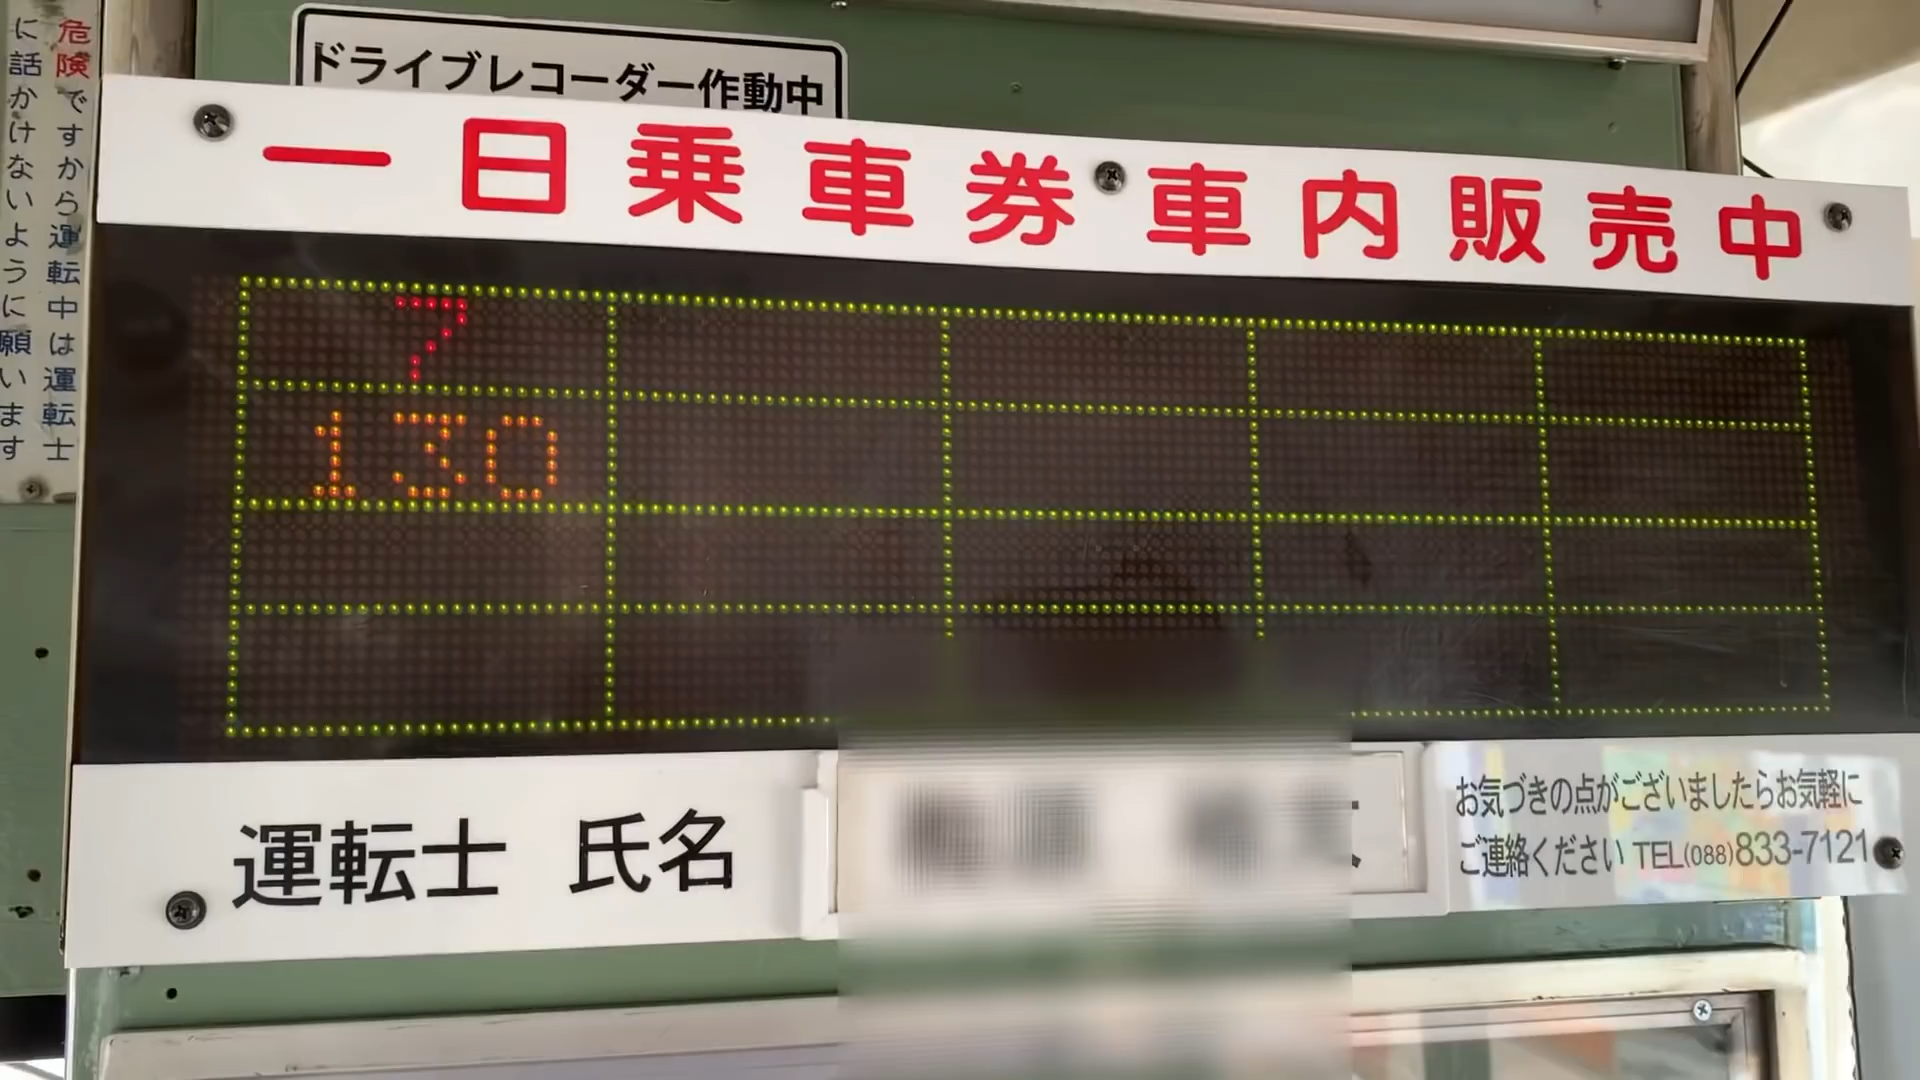 危険ですから運転中は運転士
に話かけないように願います
ドライブレコーダー作動中
一日乗車券車内販売中
7
130
運転士 氏名
お気づきの点がございましたらお気軽に
ご連絡ください TEL(088)833-7121